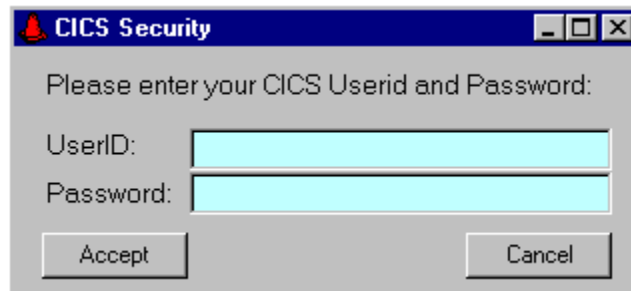 CICS Security
Please enter your CICS Userid and Password:
UserID:
Password:
Accept Cancel